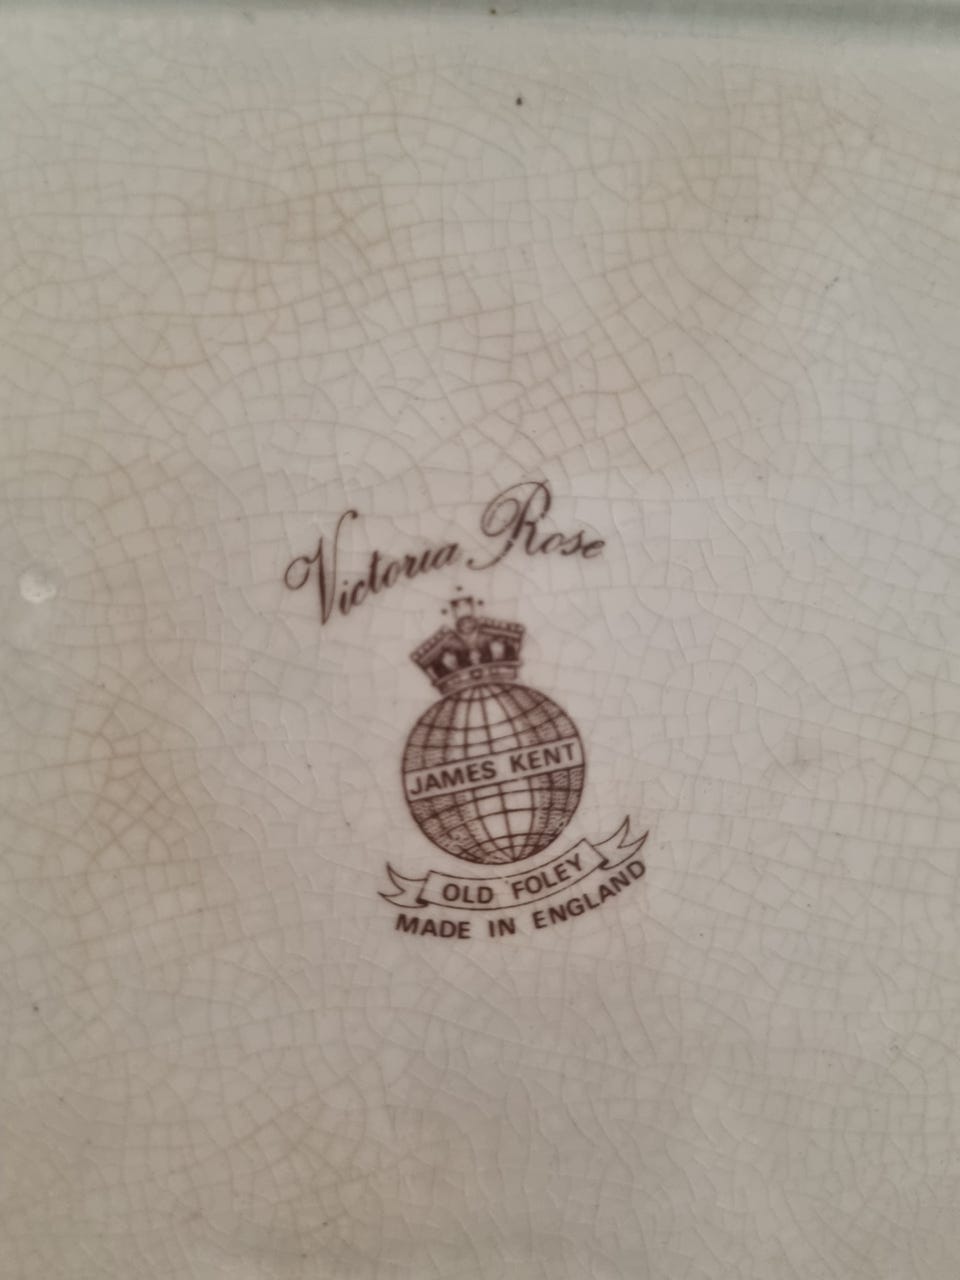 Victoria Rose
JAMES KENT
OLD FOLEY
MADE IN ENGLAND